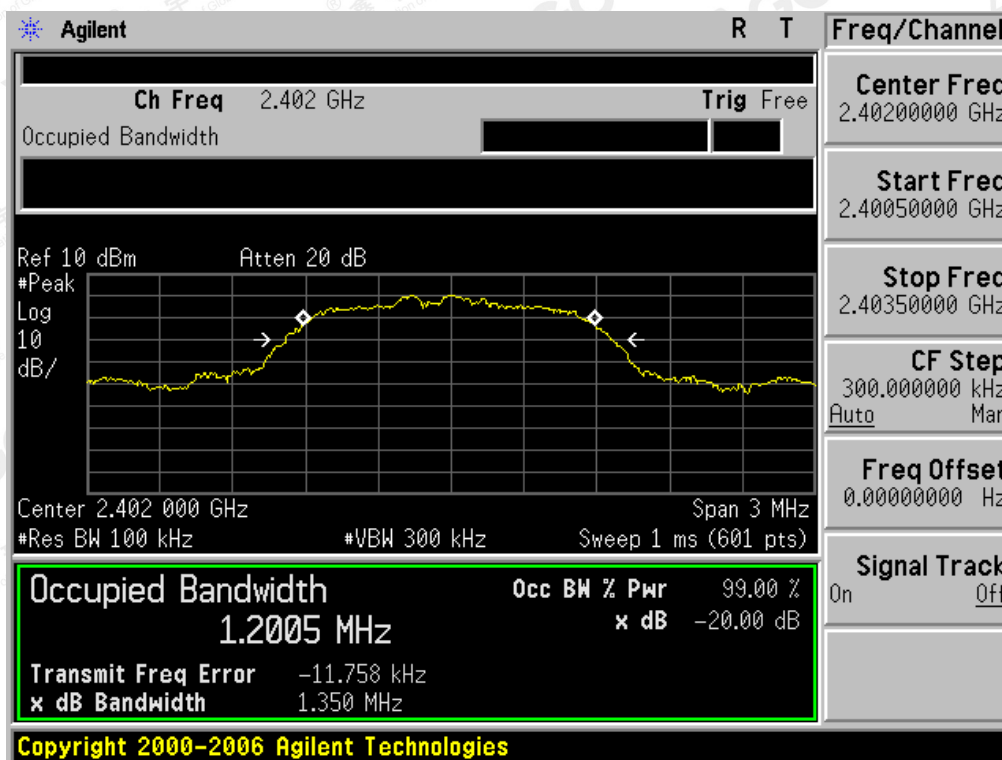 Agilent R T Freq/Channel
Ch Freq 2.402 GHz Trig Free
Occupied Bandwidth
Center Freq
2.40200000 GHz
Start Freq
2.40050000 GHz
Stop Freq
2.40350000 GHz
CF Step
300.000000 kHz
Auto Man
Freq Offset
0.00000000 Hz
Signal Track
On Off
Ref 10 dBm Atten 20 dB
#Peak
Log
10
dB/
Center 2.402 000 GHz Span 3 MHz
#Res BW 100 kHz #VBW 300 kHz Sweep 1 ms (601 pts)
Occupied Bandwidth Occ BW % Pwr 99.00 %
1.2005 MHz x dB -20.00 dB
Transmit Freq Error -11.758 kHz
x dB Bandwidth 1.350 MHz
Copyright 2000-2006 Agilent Technologies